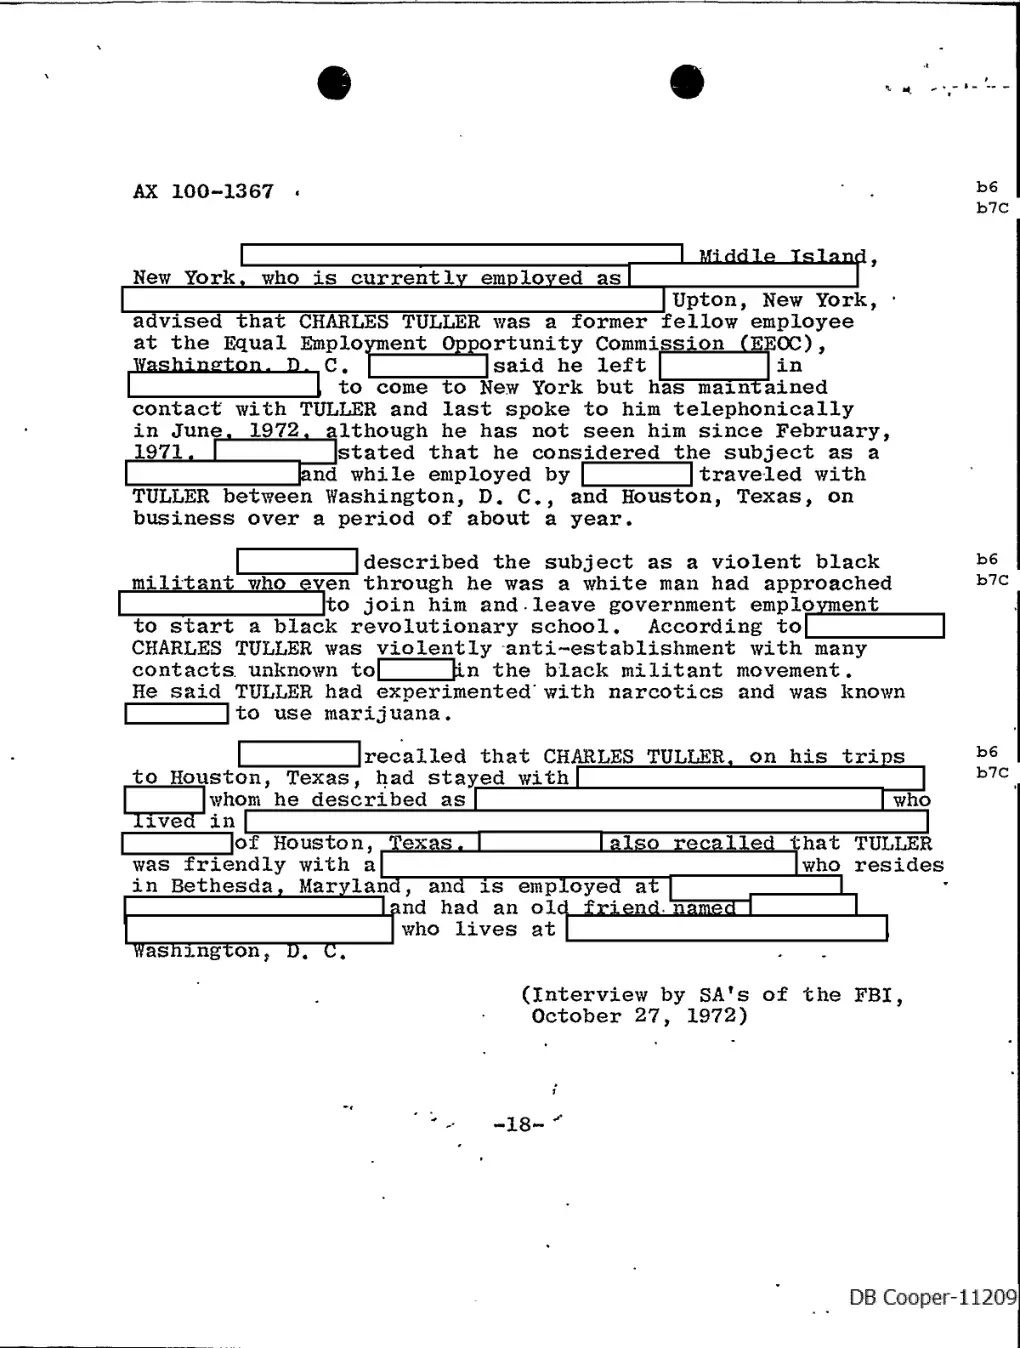 AX 100-1367
b6
b7C
Middle Island,
New York, who is currently employed as
Upton, New York,
advised that CHARLES TULLER was a former fellow employee
at the Equal Employment Opportunity Commission (EEOC),
Washington, D. C. said he left in
, to come to New York but has maintained
contact with TULLER and last spoke to him telephonically
in June, 1972, although he has not seen him since February,
1971. stated that he considered the subject as a
and while employed by traveled with
TULLER between Washington, D. C., and Houston, Texas, on
business over a period of about a year.
described the subject as a violent black b6
militant who even through he was a white man had approached b7C
to join him and leave government employment
to start a black revolutionary school. According to
CHARLES TULLER was violently anti-establishment with many
contacts unknown to in the black militant movement.
He said TULLER had experimented with narcotics and was known
to use marijuana.
recalled that CHARLES TULLER, on his trips b6
to Houston, Texas, had stayed with b7C
whom he described as who
lived in
of Houston, Texas. also recalled that TULLER
was friendly with a who resides
in Bethesda, Maryland, and is employed at
and had an old friend named
who lives at
Washington, D. C.
(Interview by SA's of the FBI,
October 27, 1972)
-18-
DB Cooper-11209